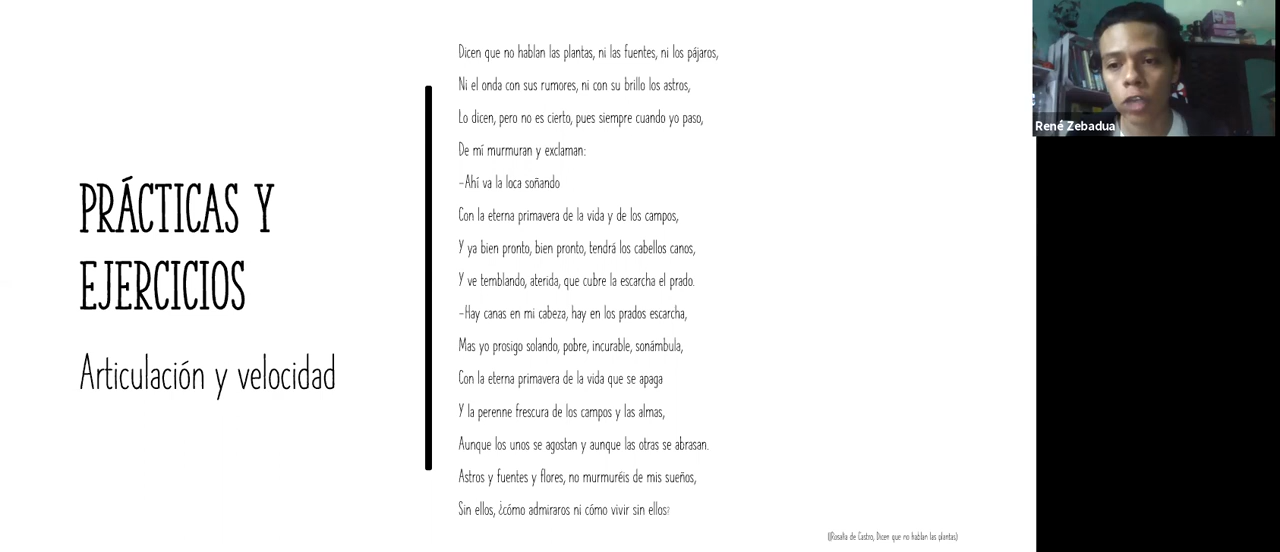 PRÁCTICAS Y
EJERCICIOS
Articulación y velocidad
Dicen que no hablan las plantas, ni las fuentes, ni los pájaros,
Ni el onda con sus rumores, ni con su brillo los astros,
Lo dicen, pero no es cierto, pues siempre cuando yo paso,
De mí murmuran y exclaman:
-Ahí va la loca soñando
Con la eterna primavera de la vida y de los campos,
Y ya bien pronto, bien pronto, tendrá los cabellos canos,
Y ve temblando, aterida, que cubre la escarcha el prado.
-Hay canas en mi cabeza, hay en los prados escarcha,
Mas yo prosigo solando, pobre, incurable, sonámbula,
Con la eterna primavera de la vida que se apaga
Y la perenne frescura de los campos y las almas,
Aunque los unos se agostan y aunque las otras se abrasan.
Astros y fuentes y flores, no murmuréis de mis sueños,
Sin ellos, ¿cómo admiraros ni cómo vivir sin ellos?
((Rosalía de Castro, Dicen que no hablan las plantas)
René Zebadua